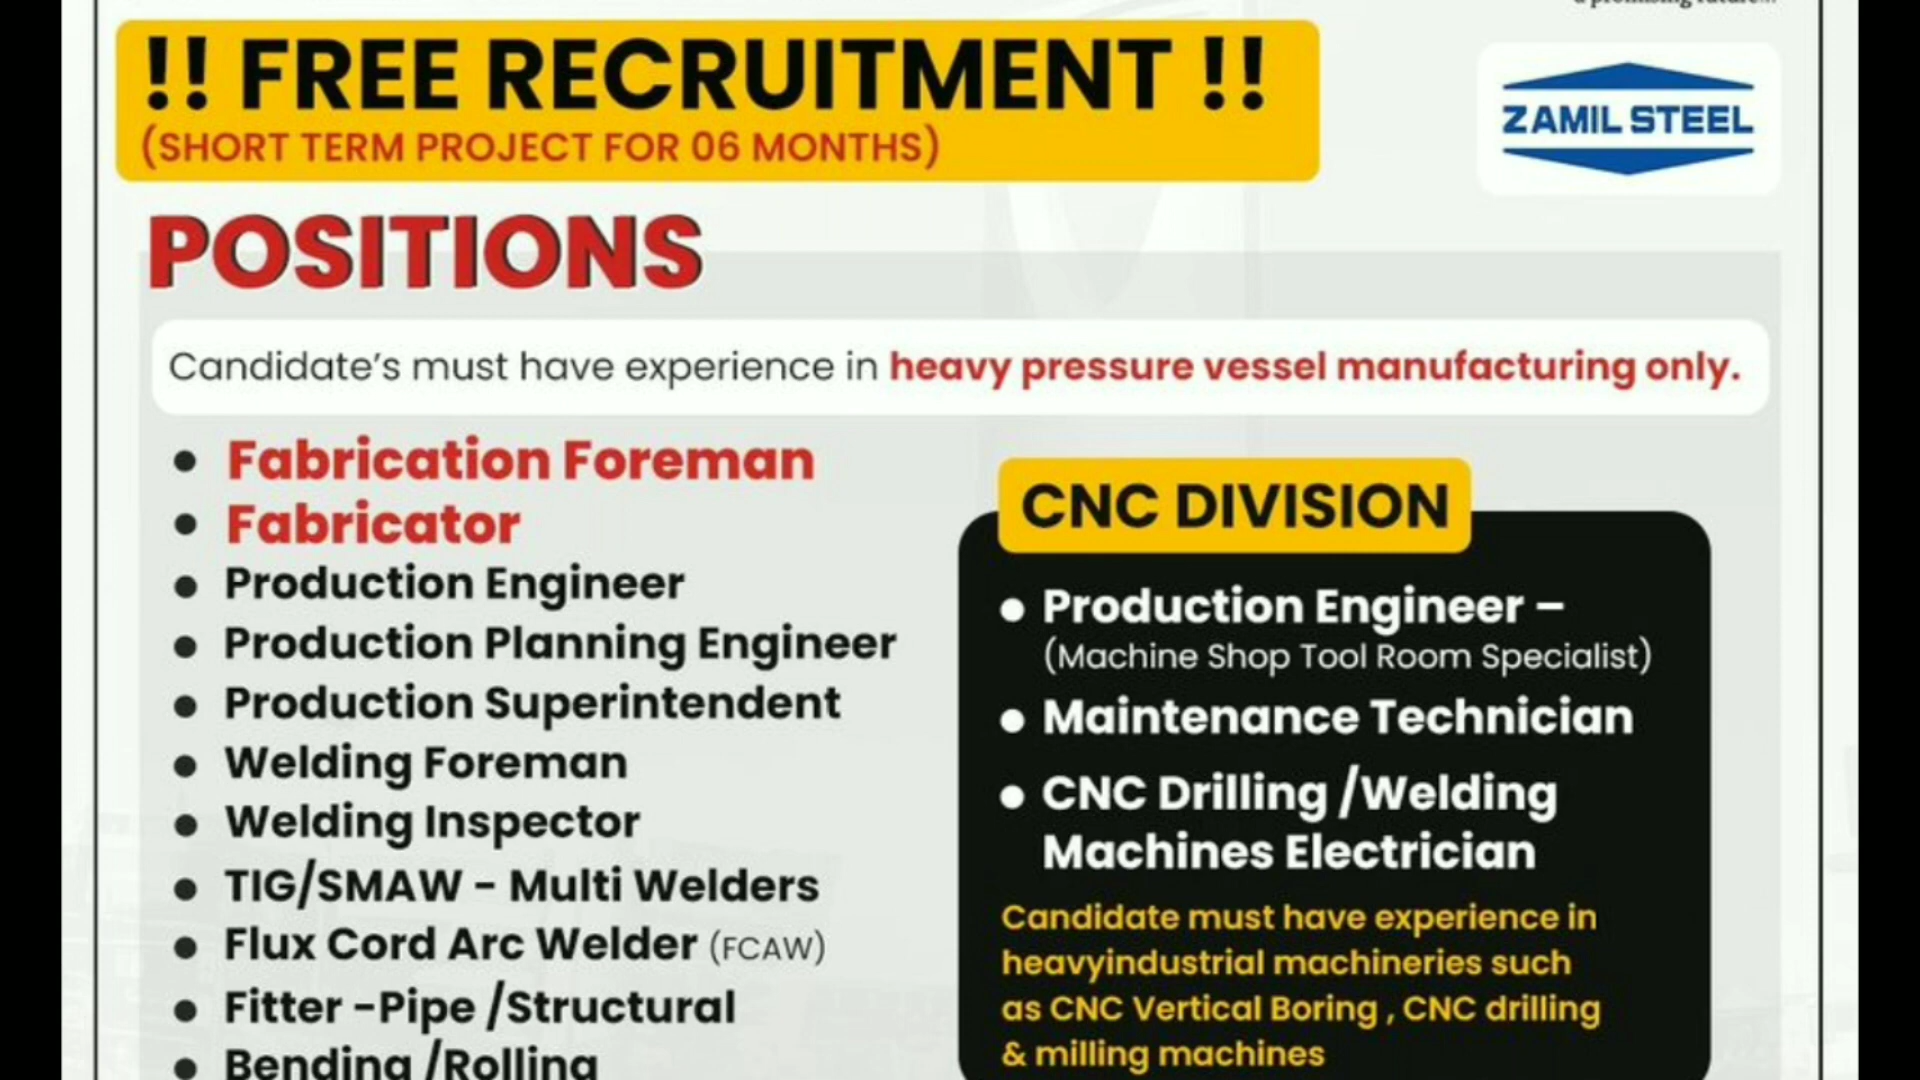 a promising future...
!! FREE RECRUITMENT !!
(SHORT TERM PROJECT FOR 06 MONTHS)
ZAMIL STEEL
POSITIONS
Candidate's must have experience in heavy pressure vessel manufacturing only.
• Fabrication Foreman
• Fabricator
• Production Engineer
• Production Planning Engineer
• Production Superintendent
• Welding Foreman
• Welding Inspector
• TIG/SMAW - Multi Welders
• Flux Cord Arc Welder (FCAW)
• Fitter -Pipe /Structural
• Bending /Rolling
CNC DIVISION
• Production Engineer –
(Machine Shop Tool Room Specialist)
• Maintenance Technician
• CNC Drilling /Welding
Machines Electrician
Candidate must have experience in
heavyindustrial machineries such
as CNC Vertical Boring , CNC drilling
& milling machines